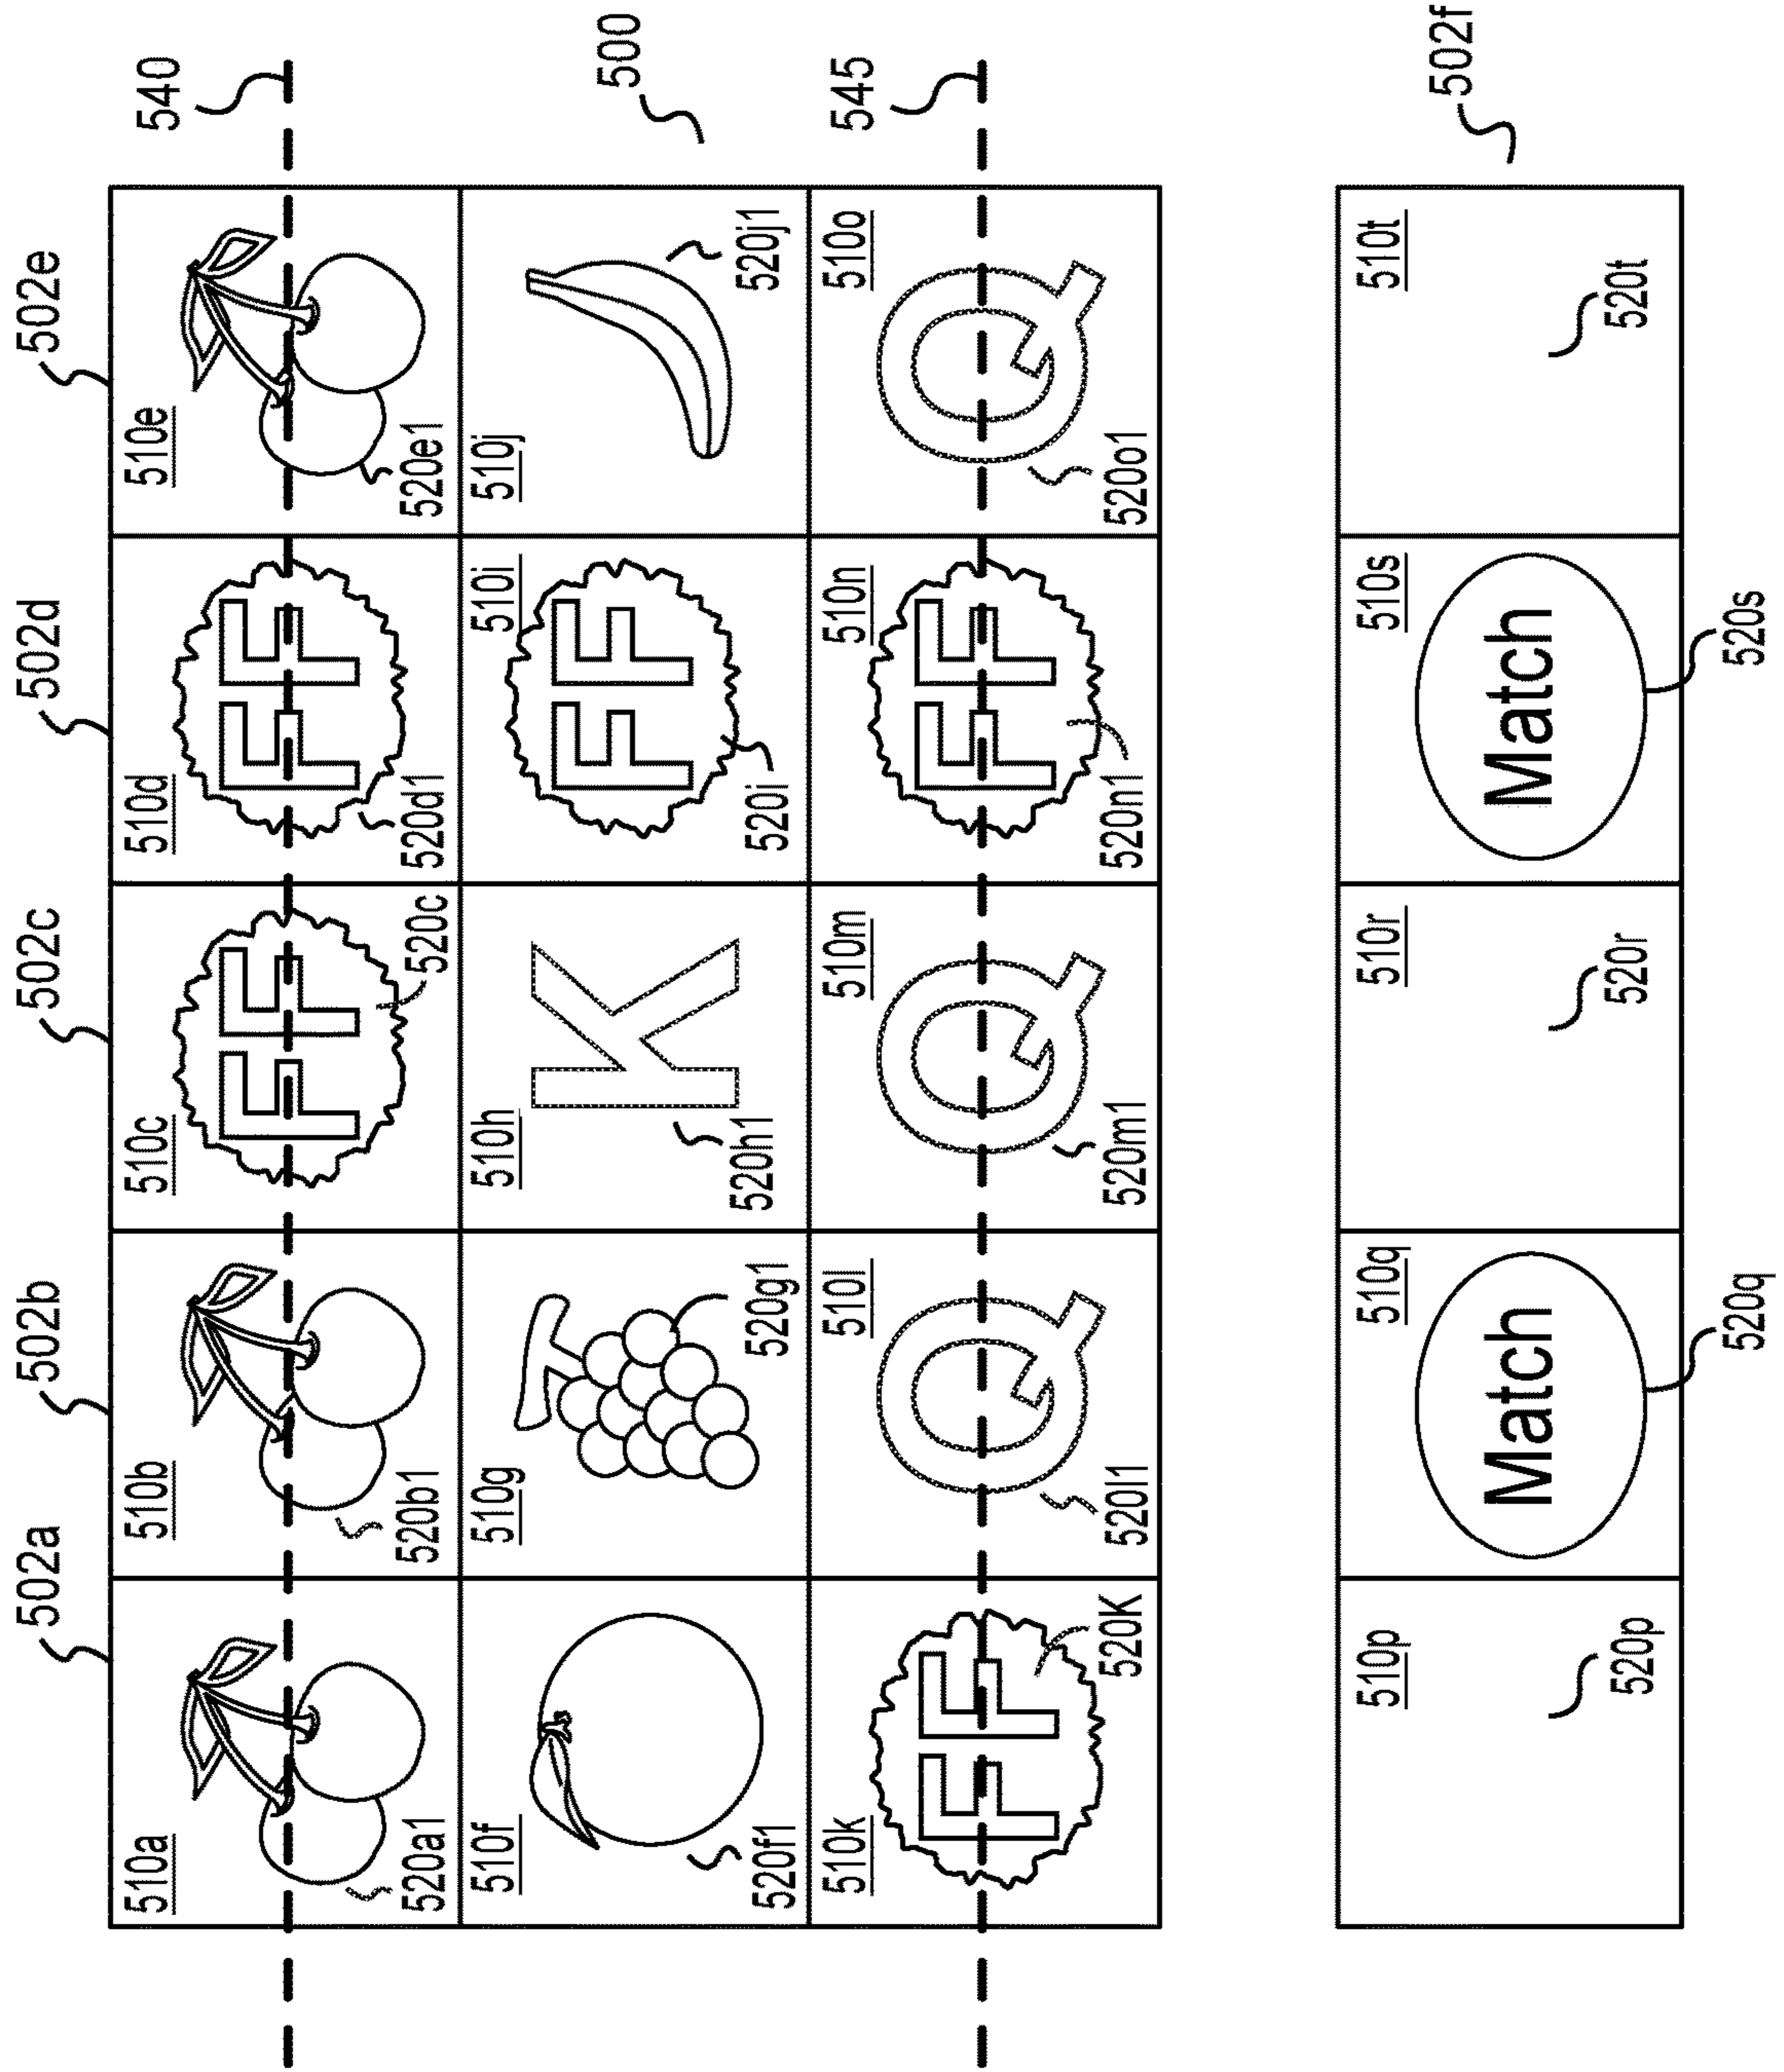 502a
502b
502c
502d
502e
540
510a
510b
510c
510d
510e
FF
FF
520a1
520b1
520c
520d1
520e1
500
510f
510g
510h
510i
510j
K
FF
520f1
520g1
520h1
520i
520j1
545
510k
510l
510m
510n
510o
FF
Q
Q
FF
Q
520K
520l1
520m1
520n1
520o1
502f
510p
510q
510r
510s
510t
Match
Match
520p
520r
520t
520q
520s